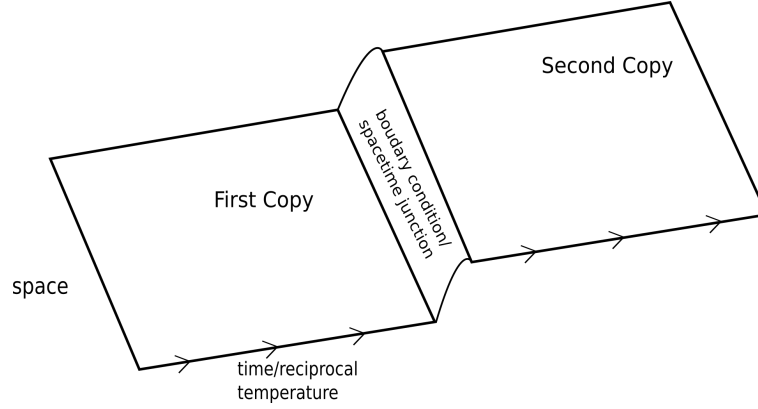 Second Copy
boudary condition/
spacetime junction
First Copy
space
time/reciprocal
temperature